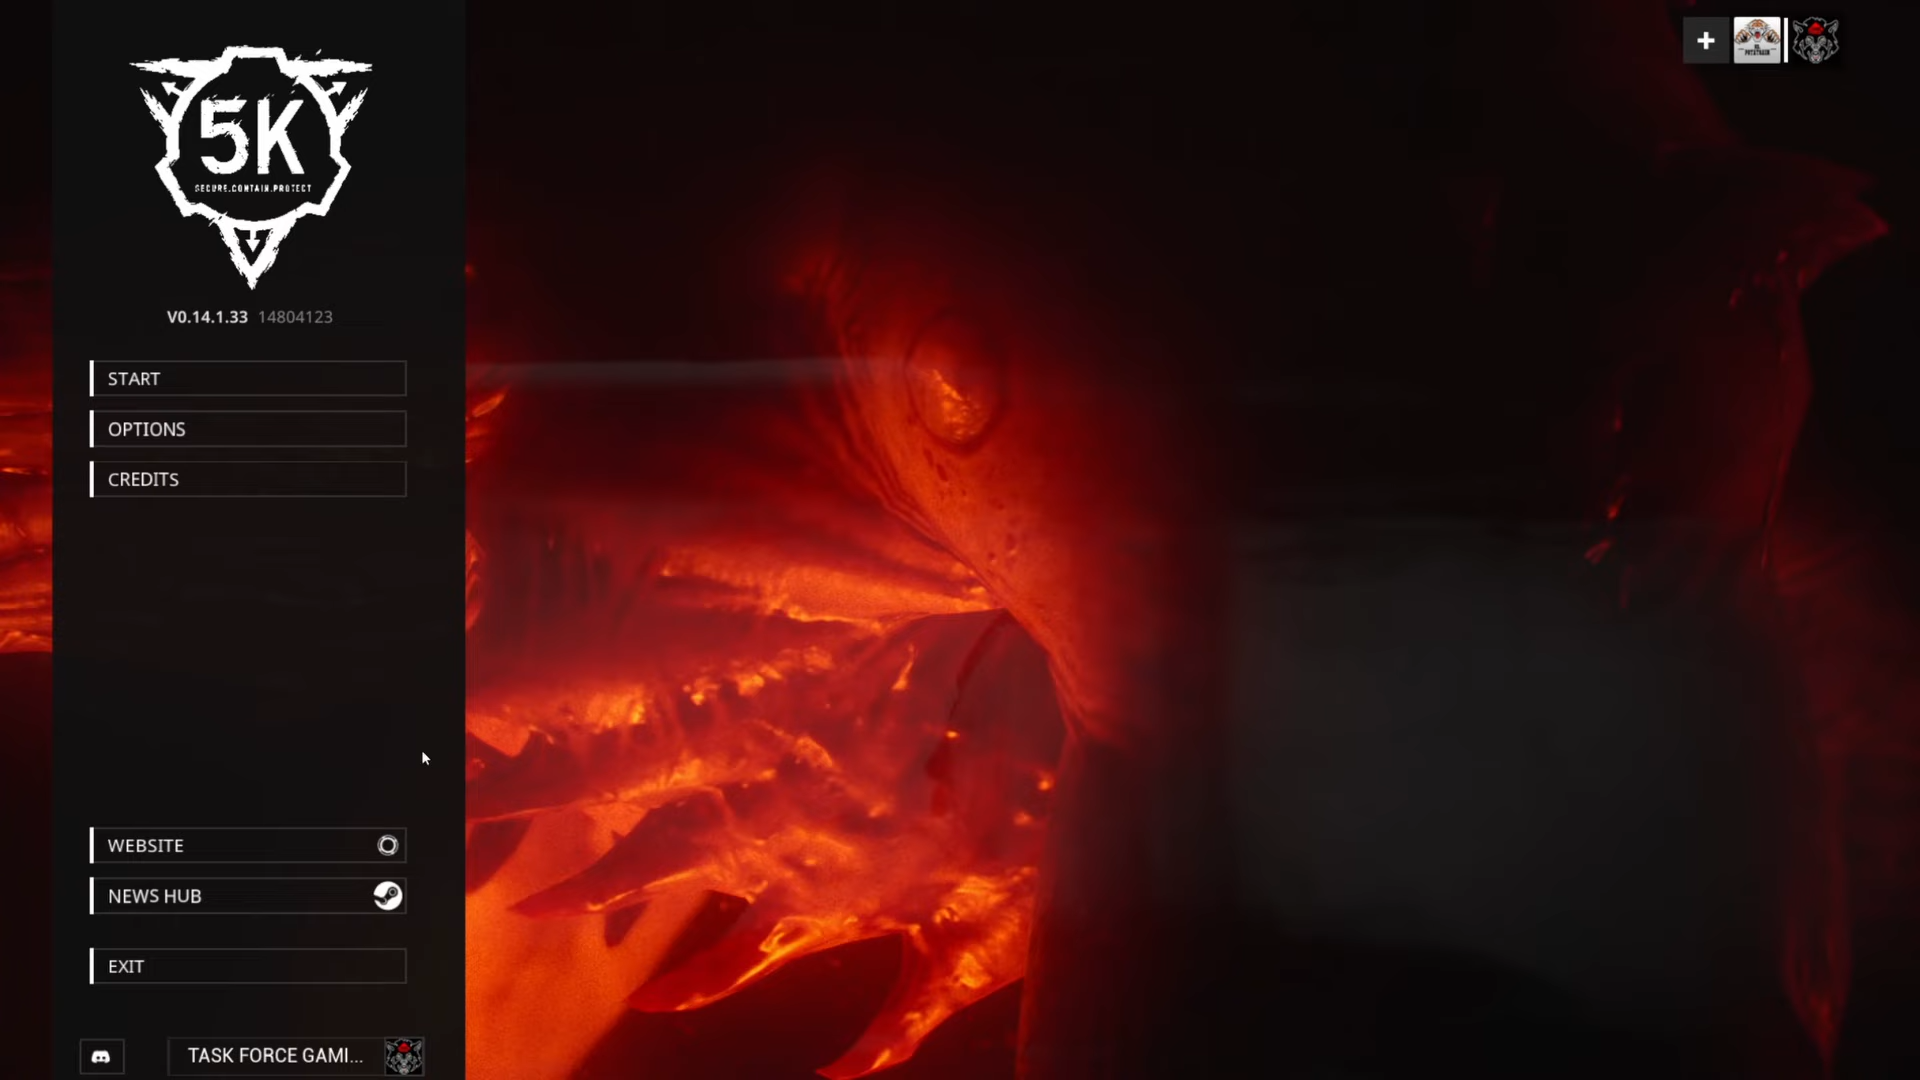 5K
SECURE.CONTAIN.PROTECT
V0.14.1.33 14804123
START
OPTIONS
CREDITS
WEBSITE
NEWS HUB
EXIT
TASK FORCE GAMI...